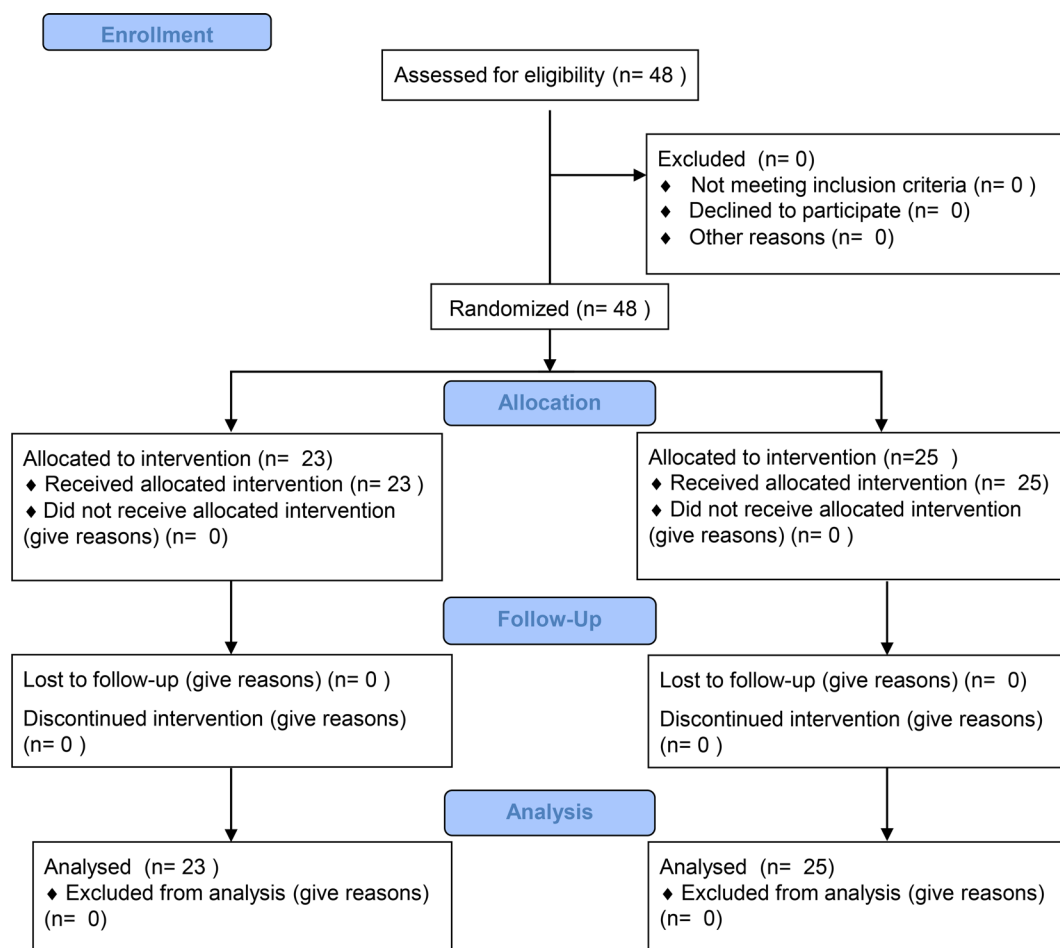 Enrollment
Assessed for eligibility (n= 48 )
Excluded (n= 0)
♦ Not meeting inclusion criteria (n= 0 )
♦ Declined to participate (n= 0)
♦ Other reasons (n= 0)
Randomized (n= 48 )
Allocation
Allocated to intervention (n= 23)
♦ Received allocated intervention (n= 23 )
♦ Did not receive allocated intervention
(give reasons) (n= 0)
Allocated to intervention (n=25 )
♦ Received allocated intervention (n= 25)
♦ Did not receive allocated intervention
(give reasons) (n= 0 )
Follow-Up
Lost to follow-up (give reasons) (n= 0 )
Discontinued intervention (give reasons)
(n= 0 )
Lost to follow-up (give reasons) (n= 0)
Discontinued intervention (give reasons)
(n= 0 )
Analysis
Analysed (n= 23 )
♦ Excluded from analysis (give reasons)
(n= 0)
Analysed (n= 25)
♦ Excluded from analysis (give reasons)
(n= 0)